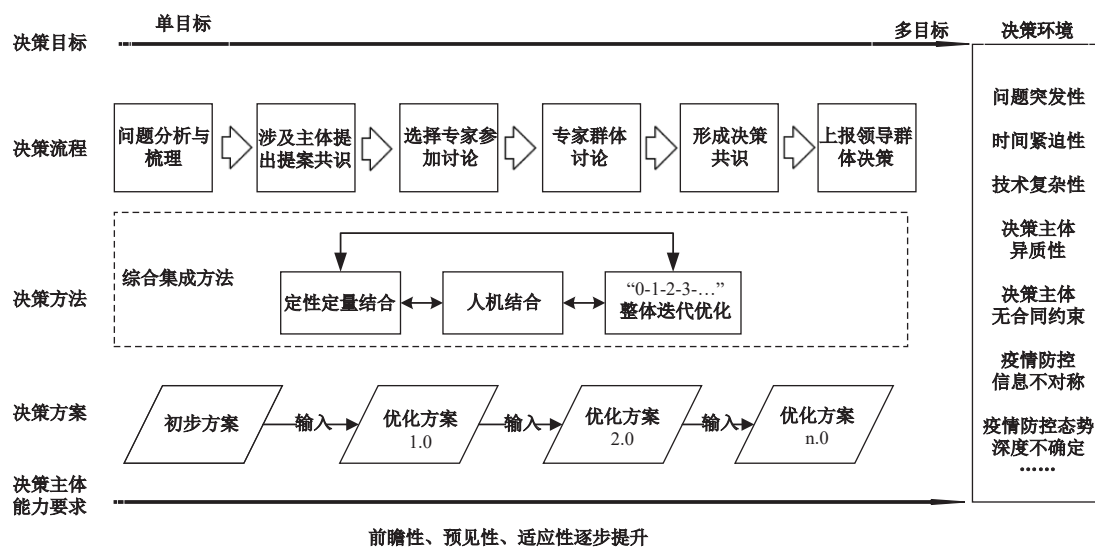 单目标
决策目标
多目标
决策环境
决策流程
问题分析与
梳理
涉及主体提
出提案共识
选择专家参
加讨论
专家群体
讨论
形成决策
共识
上报领导群
体决策
决策方法
综合集成方法
定性定量结合
人机结合
“0-1-2-3-…”
整体迭代优化
决策方案
初步方案
输入
优化方案
1.0
输入
优化方案
2.0
输入
优化方案
n.0
决策主体
能力要求
前瞻性、预见性、适应性逐步提升
问题突发性
时间紧迫性
技术复杂性
决策主体
异质性
决策主体
无合同约束
疫情防控
信息不对称
疫情防控态势
深度不确定
……